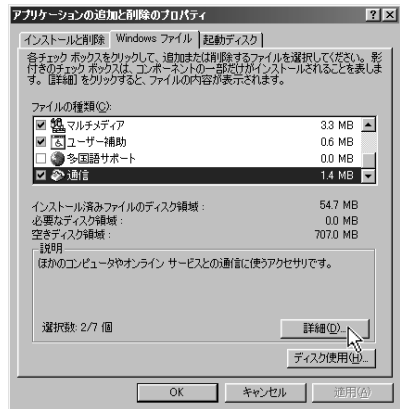 アプリケーションの追加と削除のプロパティ
インストールと削除 Windows ファイル 起動ディスク
各チェック ボックスをクリックして、追加または削除するファイルを選択してください。影
付きのチェック ボックスは、コンポーネントの一部だけがインストールされることを表しま
す。[詳細] をクリックすると、ファイルの内容が表示されます。
ファイルの種類(C):
マルチメディア 3.3 MB
ユーザー補助 0.6 MB
多国語サポート 0.0 MB
通信 1.4 MB
インストール済みファイルのディスク領域 : 54.7 MB
必要なディスク領域 : 0.0 MB
空きディスク領域 : 707.0 MB
説明
ほかのコンピュータやオンライン サービスとの通信に使うアクセサリです。
選択数: 2/7 個 詳細(D)...
ディスク使用(H)...
OK キャンセル 適用(A)